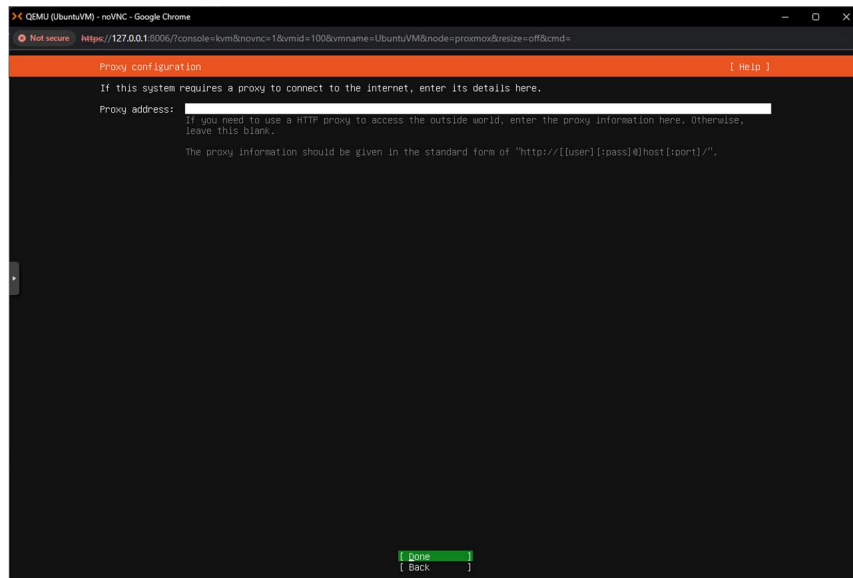 QEMU (UbuntuVM) - noVNC - Google Chrome
Not secure https://127.0.0.1:8006/?console=kvm&novnc=1&vmid=100&vmname=UbuntuVM&node=proxmox&resize=off&cmd=
Proxy configuration [ Help ]
If this system requires a proxy to connect to the internet, enter its details here.
Proxy address:
If you need to use a HTTP proxy to access the outside world, enter the proxy information here. Otherwise,
leave this blank.
The proxy information should be given in the standard form of "http://[[user][:pass]@]host[:port]/".
[ Done ]
[ Back ]